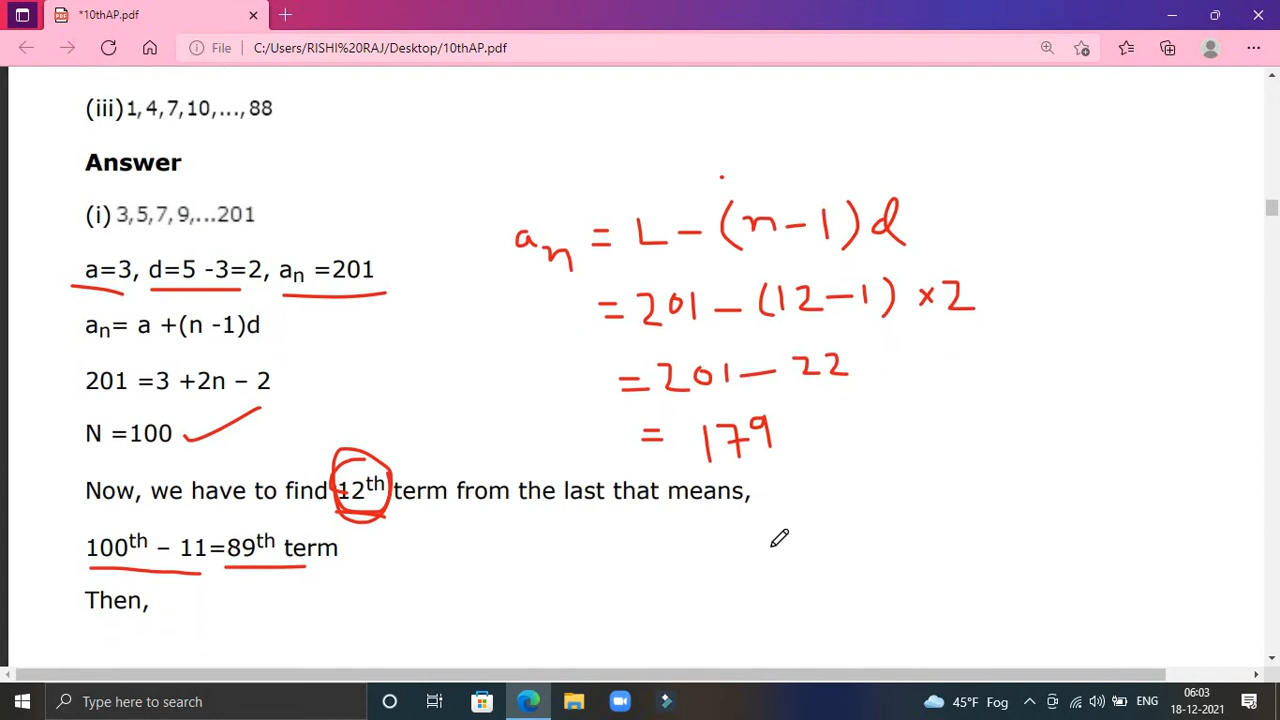 *10thAP.pdf
File C:/Users/RISHI%20RAJ/Desktop/10thAP.pdf
(iii) 1, 4, 7, 10, ..., 88
Answer
(i) 3, 5, 7, 9, ... 201
a=3, d=5 -3=2, an =201
an= a +(n -1)d
201 =3 +2n – 2
N =100
Now, we have to find 12th term from the last that means,
100th – 11=89th term
Then,
an = L - (n-1) d
= 201 - (12-1) ×2
= 201 - 22
= 179
Type here to search
45°F Fog
ENG
06:03
18-12-2021